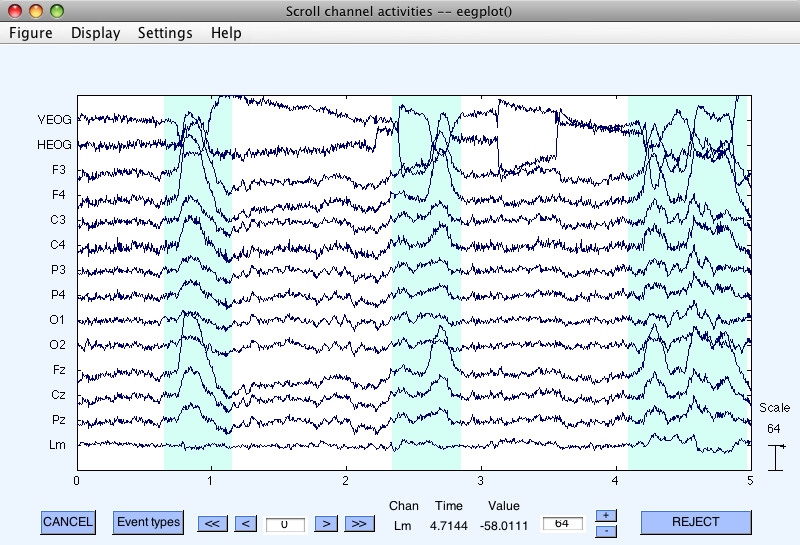 Scroll channel activities -- eegplot()
Figure Display Settings Help
VEOG
HEOG
F3
F4
C3
C4
P3
P4
O1
O2
Fz
Cz
Pz
Lm
Scale
64
0 1 2 3 4 5
Chan Time Value
CANCEL Event types << < 0 > >> Lm 4.7144 -58.0111 64 + - REJECT